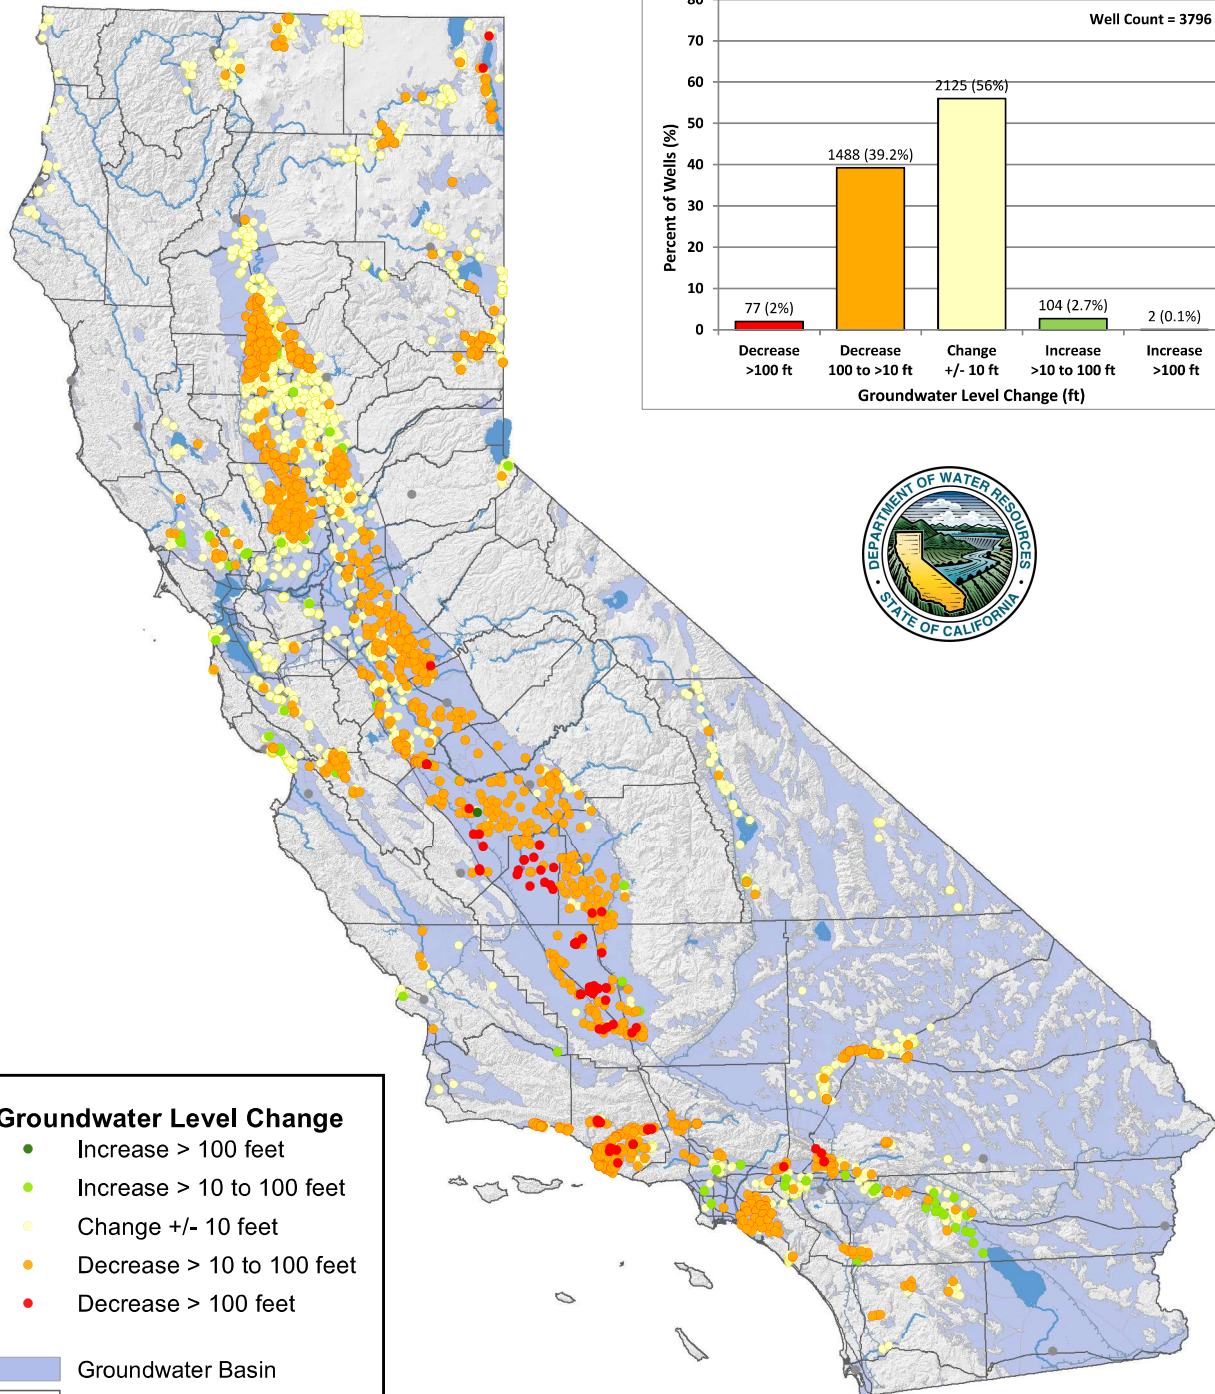 80
Well Count = 3796
70
60
50
40
30
20
10
0
Percent of Wells (%)
77 (2%)
1488 (39.2%)
2125 (56%)
104 (2.7%)
2 (0.1%)
Decrease
>100 ft
Decrease
100 to >10 ft
Change
+/- 10 ft
Increase
>10 to 100 ft
Increase
>100 ft
Groundwater Level Change (ft)
DEPARTMENT OF WATER RESOURCES
STATE OF CALIFORNIA
Groundwater Level Change
Increase > 100 feet
Increase > 10 to 100 feet
Change +/- 10 feet
Decrease > 10 to 100 feet
Decrease > 100 feet
Groundwater Basin